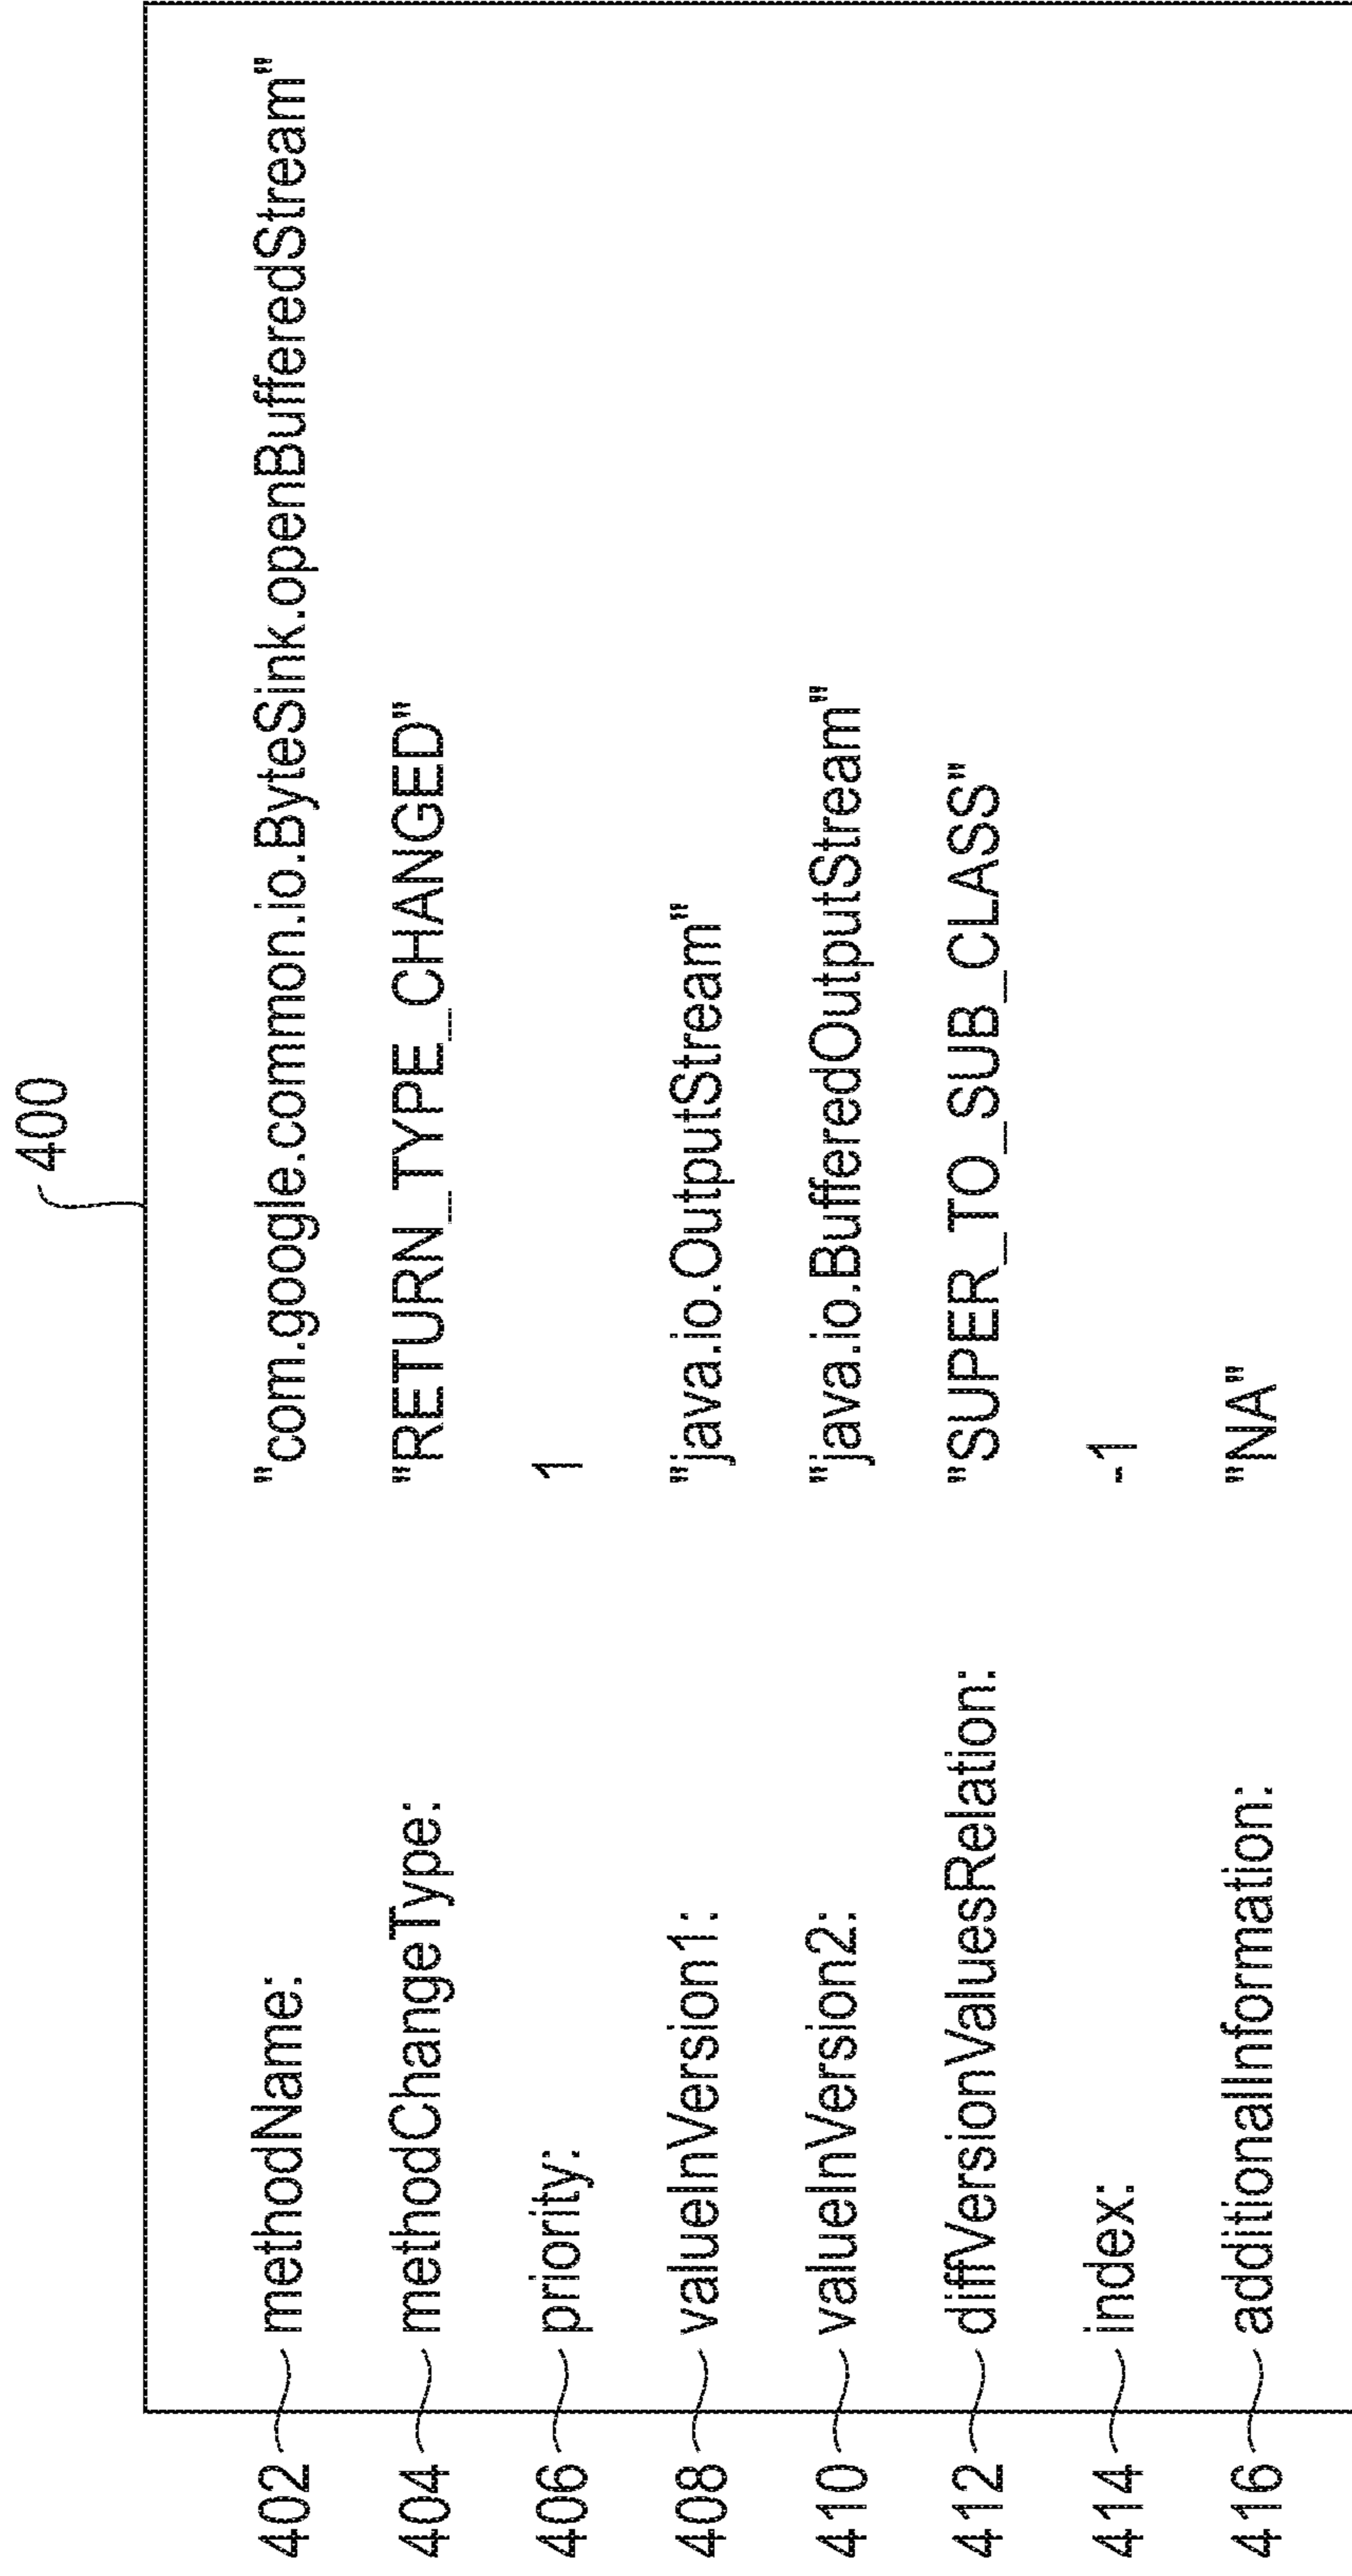 400
402 methodName: "com.google.common.io.ByteSink.openBufferedStream"
404 methodChangeType: "RETURN_TYPE_CHANGED"
406 priority: 1
408 valueInVersion1: "java.io.OutputStream"
410 valueInVersion2: "java.io.BufferedOutputStream"
412 diffVersionValuesRelation: "SUPER_TO_SUB_CLASS"
414 index: -1
416 additionalInformation: "NA"